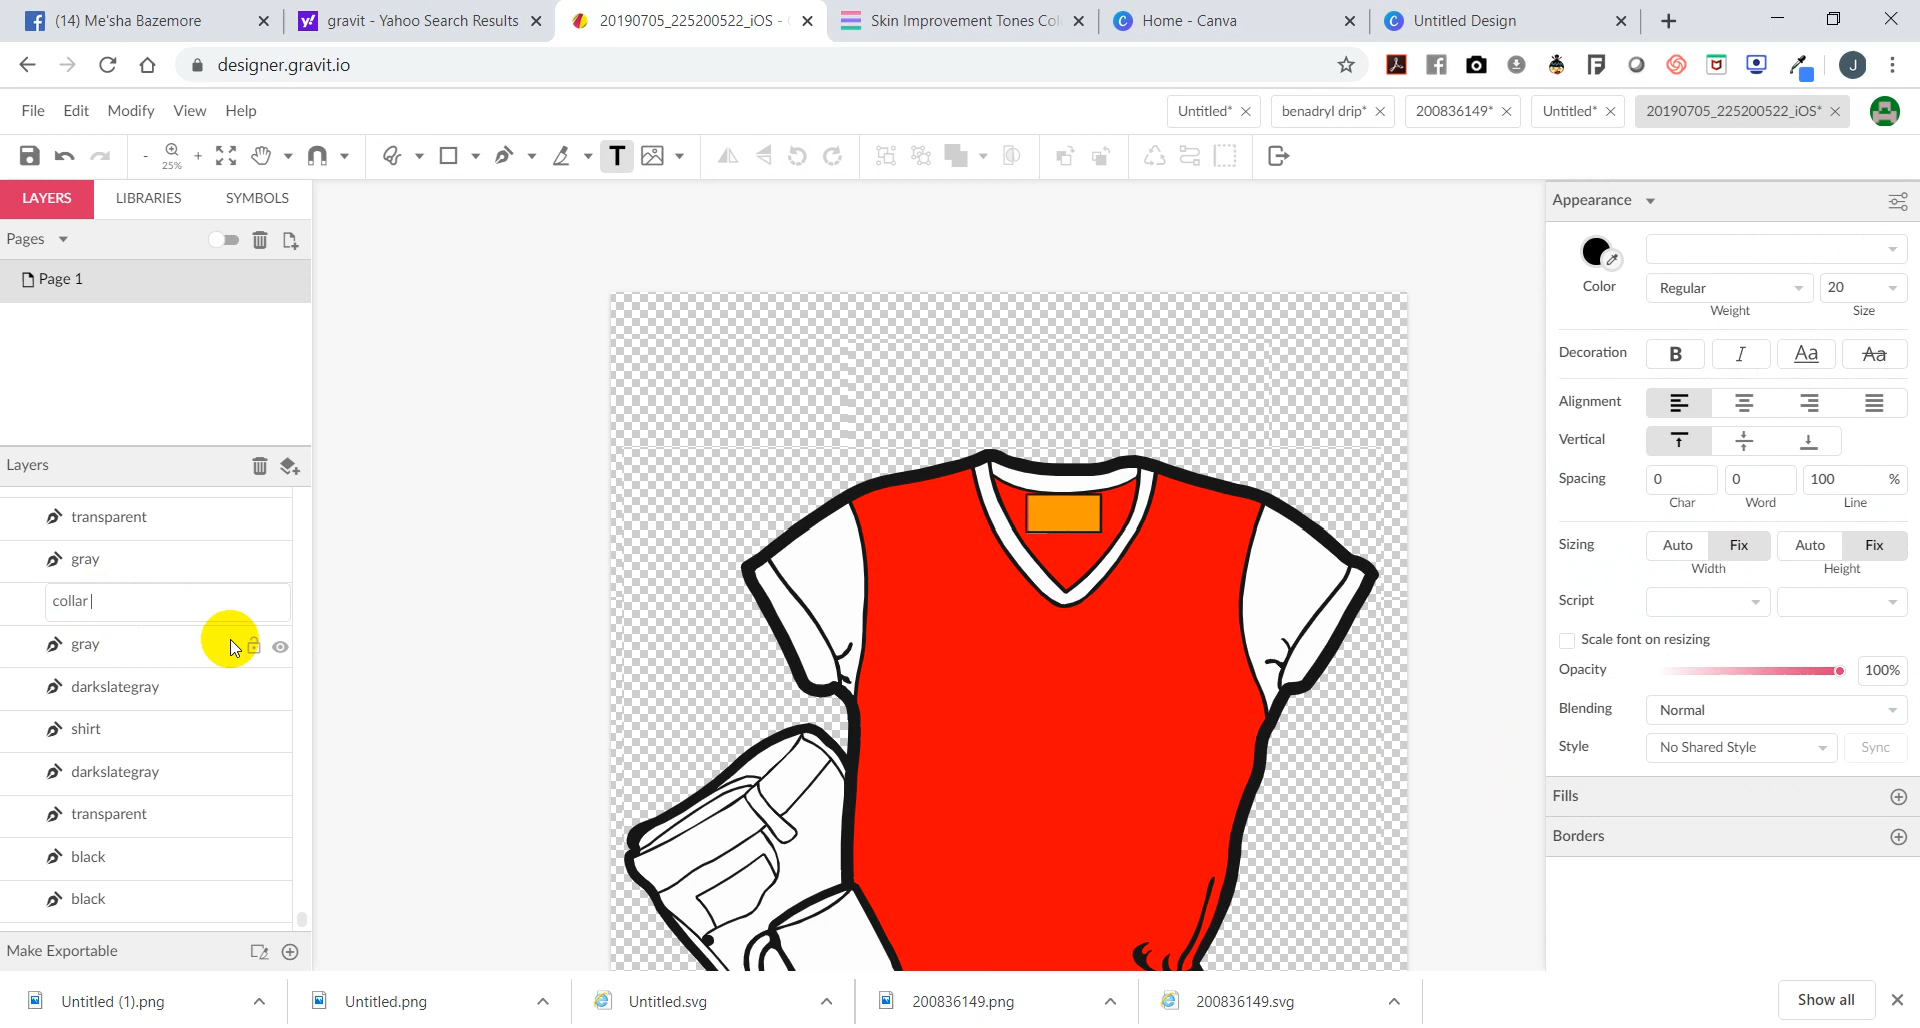 (14) Me'sha Bazemore
gravit - Yahoo Search Results
20190705_225200522_iOS -
Skin Improvement Tones Col
Home - Canva
Untitled Design
designer.gravit.io
J
File Edit Modify View Help
Untitled*
benadryl drip*
200836149*
Untitled*
20190705_225200522_iOS*
- 25% +
T
LAYERS LIBRARIES SYMBOLS
Pages
Page 1
Layers
transparent
gray
collar
gray
darkslategray
shirt
darkslategray
transparent
black
black
Make Exportable
Appearance
Color
Regular 20
Weight Size
Decoration B I Aa Aa
Alignment
Vertical
Spacing 0 0 100 %
Char Word Line
Sizing Auto Fix Auto Fix
Width Height
Script
Scale font on resizing
Opacity 100%
Blending Normal
Style No Shared Style Sync
Fills
Borders
Untitled (1).png
Untitled.png
Untitled.svg
200836149.png
200836149.svg
Show all